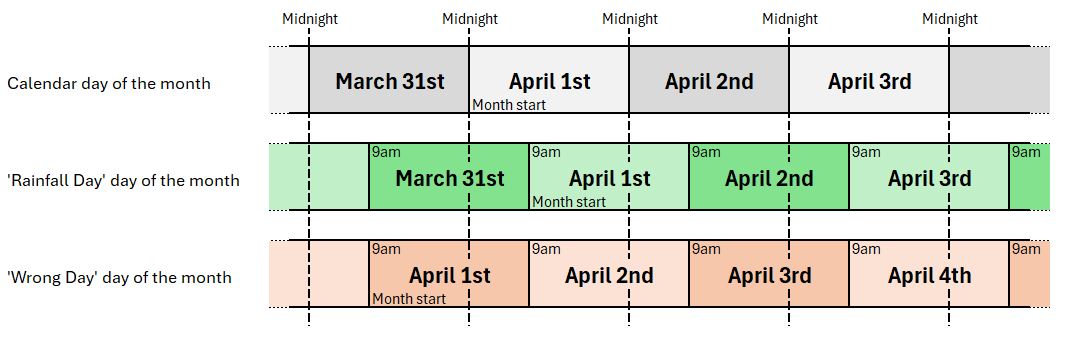 Midnight Midnight Midnight Midnight Midnight
Calendar day of the month March 31st April 1st April 2nd April 3rd
Month start
9am 9am 9am 9am 9am
'Rainfall Day' day of the month March 31st April 1st April 2nd April 3rd
Month start
9am 9am 9am 9am 9am
'Wrong Day' day of the month April 1st April 2nd April 3rd April 4th
Month start